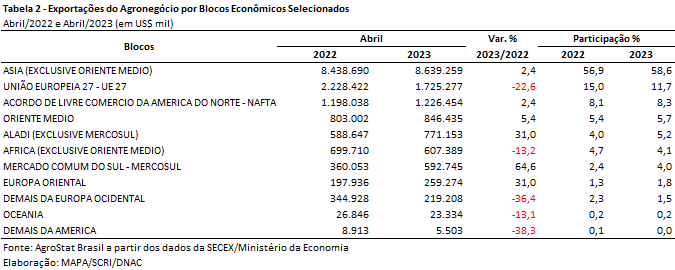 Tabela 2 - Exportações do Agronegócio por Blocos Econômicos Selecionados
Abril/2022 e Abril/2023 (em US$ mil)
Blocos Abril Var. % Participação %
2022 2023 2023/2022 2022 2023
ASIA (EXCLUSIVE ORIENTE MEDIO) 8.438.690 8.639.259 2,4 56,9 58,6
UNIÃO EUROPEIA 27 - UE 27 2.228.422 1.725.277 -22,6 15,0 11,7
ACORDO DE LIVRE COMERCIO DA AMERICA DO NORTE - NAFTA 1.198.038 1.226.454 2,4 8,1 8,3
ORIENTE MEDIO 803.002 846.435 5,4 5,4 5,7
ALADI (EXCLUSIVE MERCOSUL) 588.647 771.153 31,0 4,0 5,2
AFRICA (EXCLUSIVE ORIENTE MEDIO) 699.710 607.389 -13,2 4,7 4,1
MERCADO COMUM DO SUL - MERCOSUL 360.053 592.745 64,6 2,4 4,0
EUROPA ORIENTAL 197.936 259.274 31,0 1,3 1,8
DEMAIS DA EUROPA OCIDENTAL 344.928 219.208 -36,4 2,3 1,5
OCEANIA 26.846 23.334 -13,1 0,2 0,2
DEMAIS DA AMERICA 8.913 5.503 -38,3 0,1 0,0
Fonte: AgroStat Brasil a partir dos dados da SECEX/Ministério da Economia
Elaboração: MAPA/SCRI/DNAC